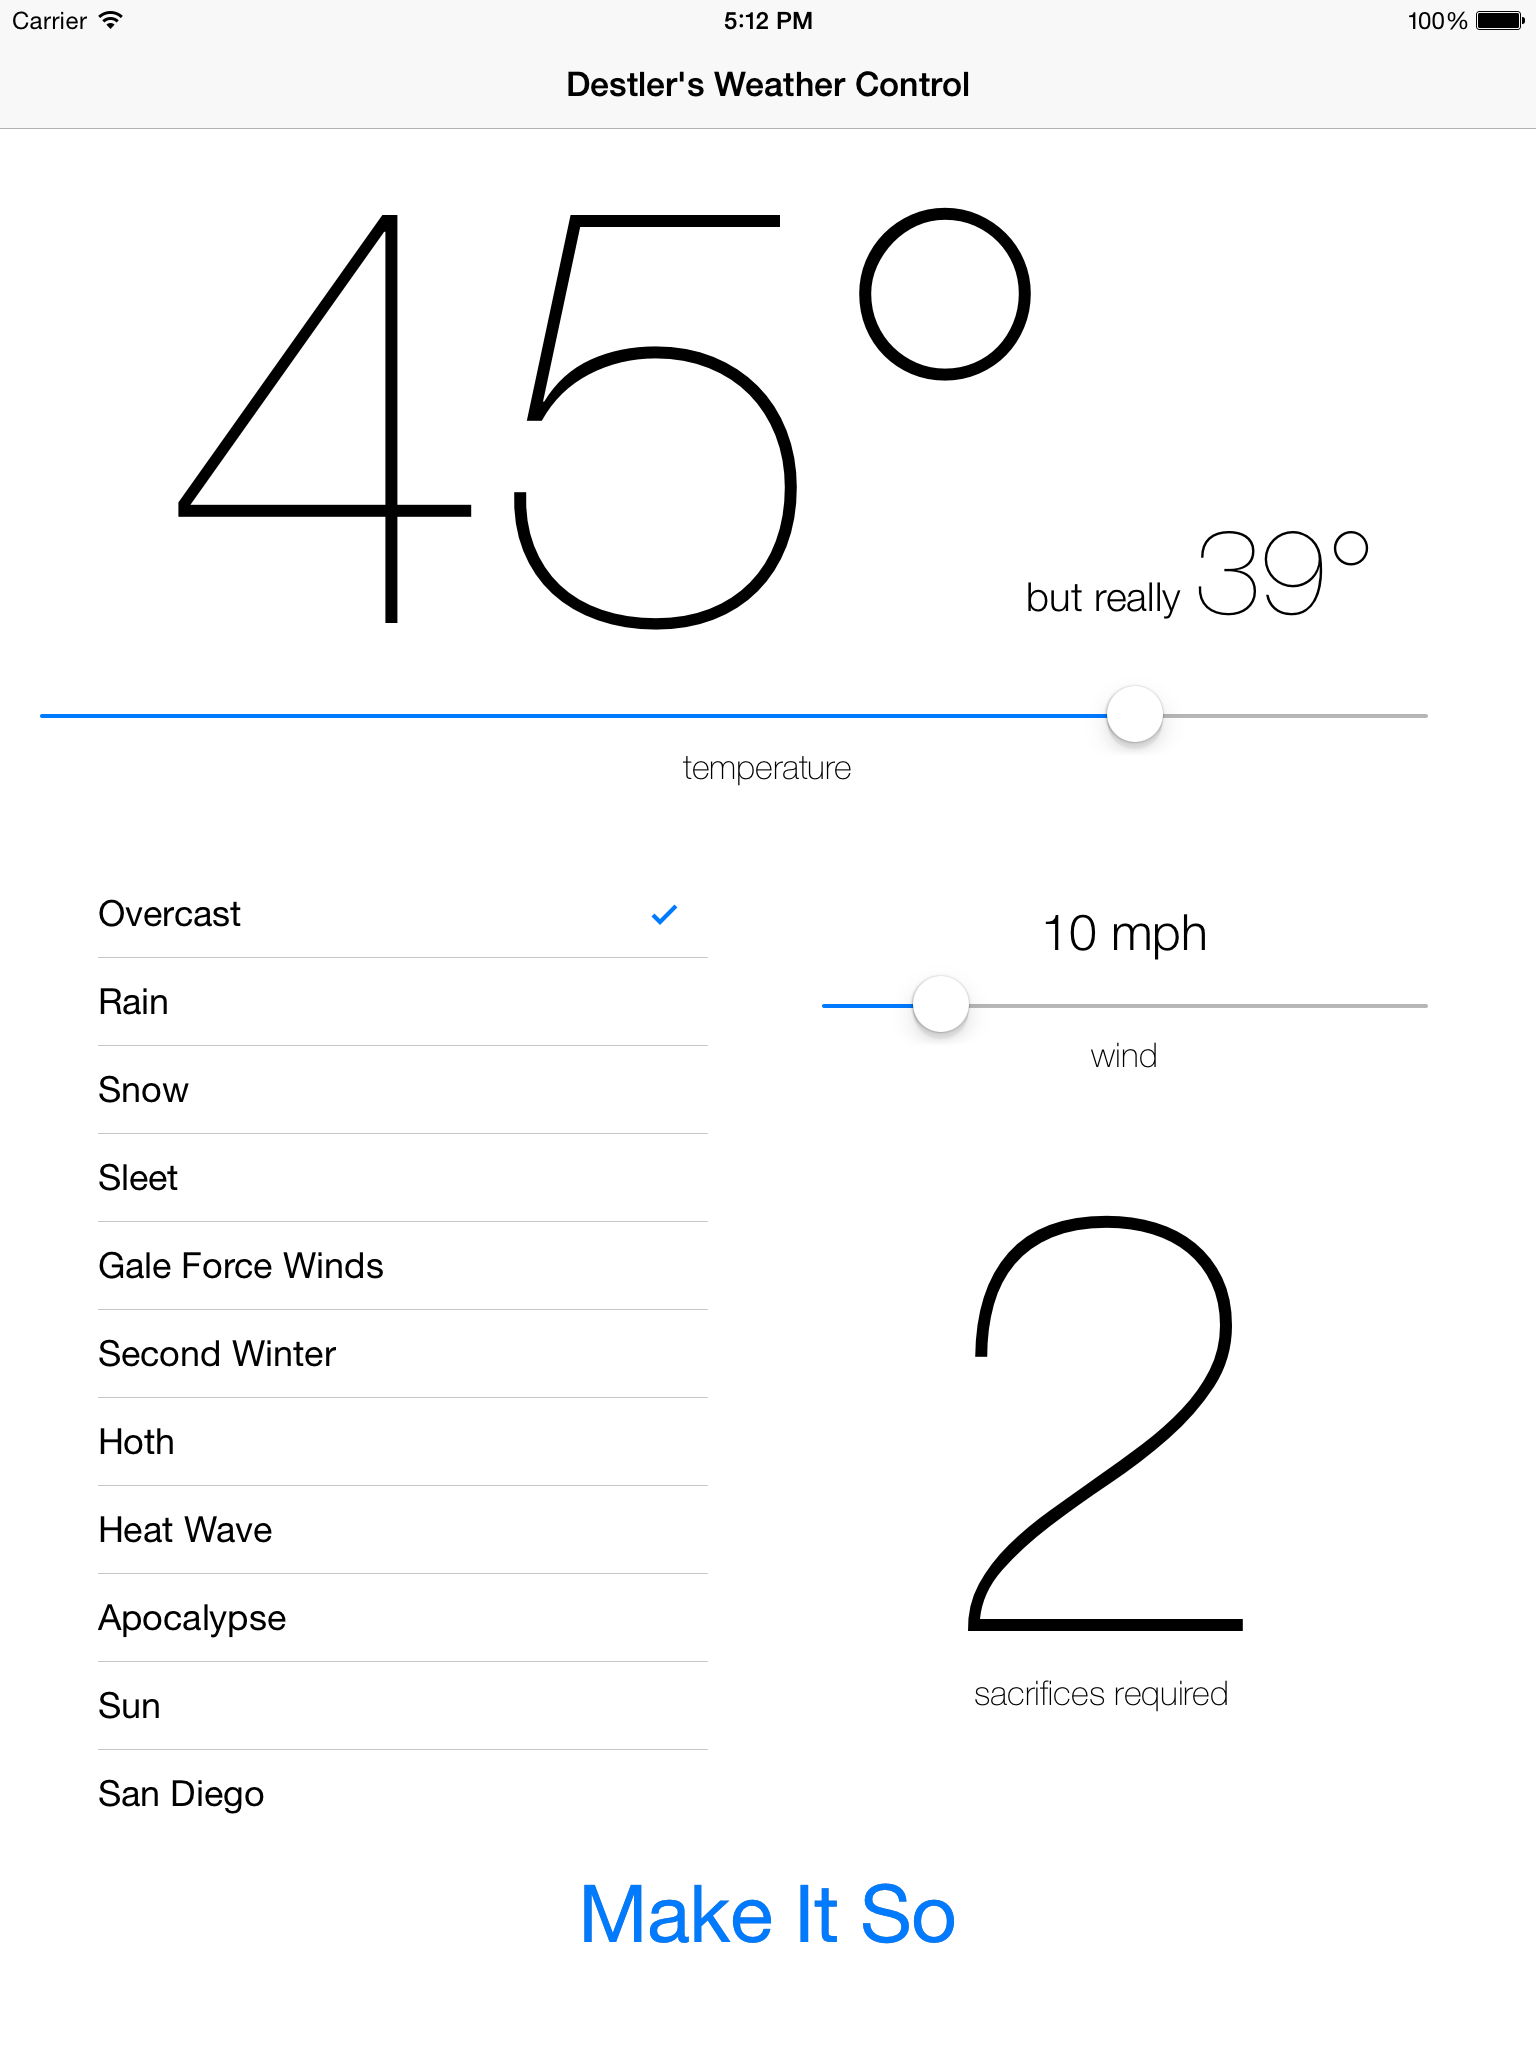 Carrier 5:12 PM 100%
Destler's Weather Control
45°
but really 39°
temperature
Overcast
Rain
Snow
Sleet
Gale Force Winds
Second Winter
Hoth
Heat Wave
Apocalypse
Sun
San Diego
10 mph
wind
2
sacrifices required
Make It So